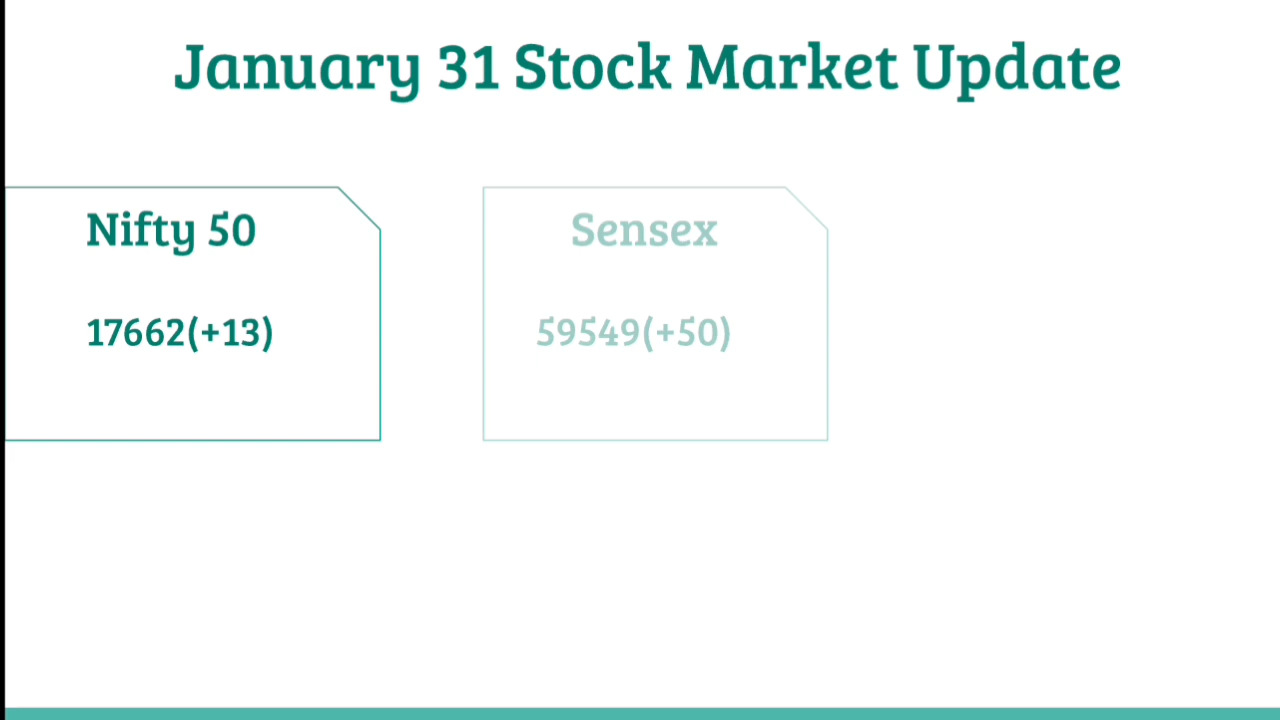 January 31 Stock Market Update
Nifty 50
17662(+13)
Sensex
59549(+50)